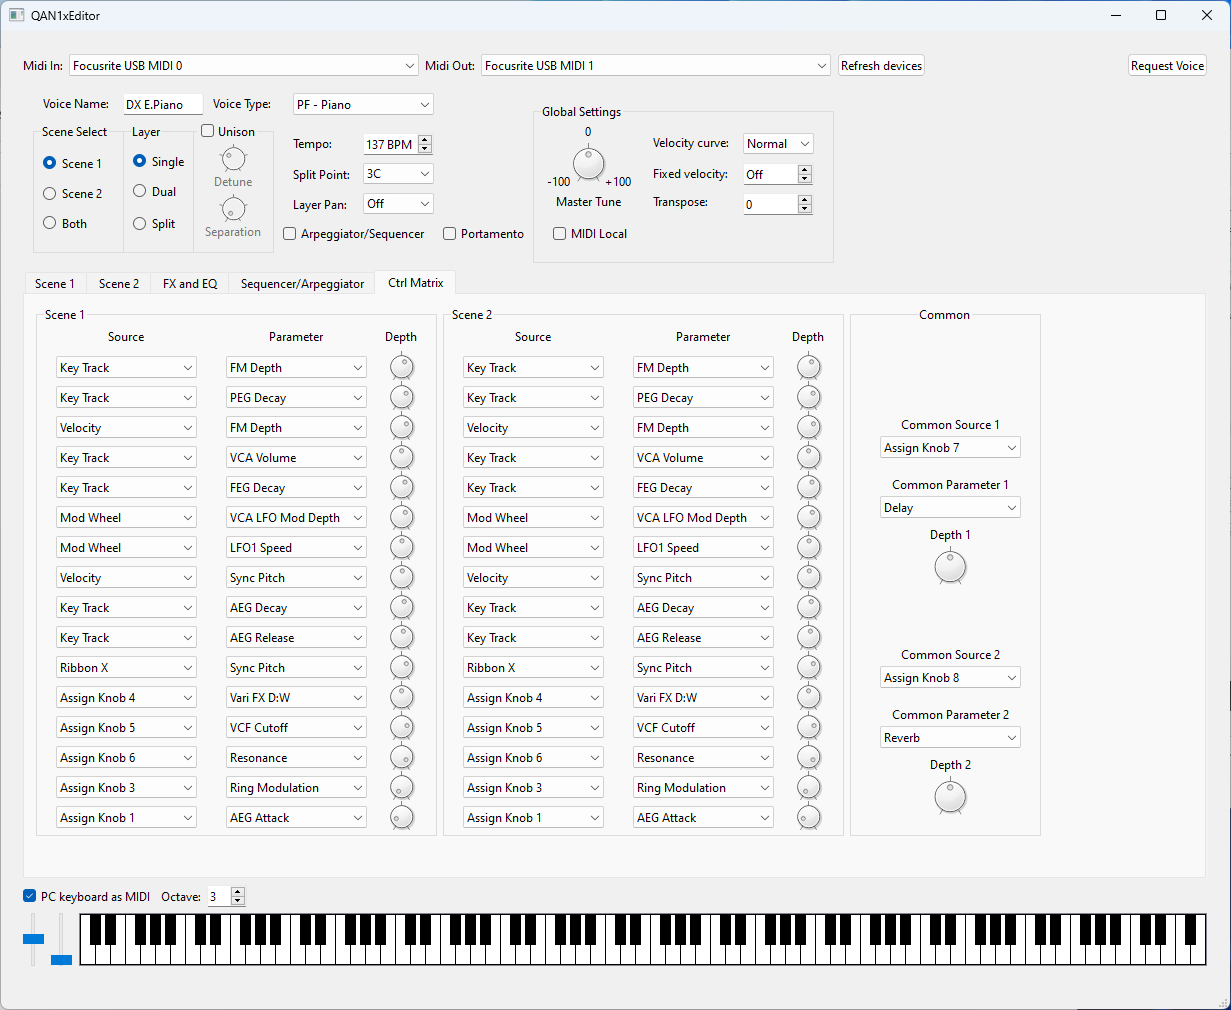 QAN1xEditor
Midi In: Focusrite USB MIDI 0 Midi Out: Focusrite USB MIDI 1 Refresh devices Request Voice
Voice Name: DX E.Piano Voice Type: PF - Piano
Global Settings
Scene Select Layer Unison
0
Tempo: 137 BPM Velocity curve: Normal
Scene 1 Single
Split Point: 3C Fixed velocity: Off
Detune -100 +100
Scene 2 Dual
Layer Pan: Off Master Tune Transpose: 0
Both Split Separation
Arpeggiator/Sequencer Portamento MIDI Local
Scene 1 Scene 2 FX and EQ Sequencer/Arpeggiator Ctrl Matrix
Scene 1 Scene 2 Common
Source Parameter Depth Source Parameter Depth
Key Track FM Depth Key Track FM Depth
Key Track PEG Decay Key Track PEG Decay
Common Source 1
Velocity FM Depth Velocity FM Depth
Assign Knob 7
Key Track VCA Volume Key Track VCA Volume
Common Parameter 1
Key Track FEG Decay Key Track FEG Decay
Delay
Mod Wheel VCA LFO Mod Depth Mod Wheel VCA LFO Mod Depth
Depth 1
Mod Wheel LFO1 Speed Mod Wheel LFO1 Speed
Velocity Sync Pitch Velocity Sync Pitch
Key Track AEG Decay Key Track AEG Decay
Key Track AEG Release Key Track AEG Release
Common Source 2
Ribbon X Sync Pitch Ribbon X Sync Pitch
Assign Knob 8
Assign Knob 4 Vari FX D:W Assign Knob 4 Vari FX D:W
Common Parameter 2
Assign Knob 5 VCF Cutoff Assign Knob 5 VCF Cutoff
Reverb
Assign Knob 6 Resonance Assign Knob 6 Resonance
Depth 2
Assign Knob 3 Ring Modulation Assign Knob 3 Ring Modulation
Assign Knob 1 AEG Attack Assign Knob 1 AEG Attack
PC keyboard as MIDI Octave: 3